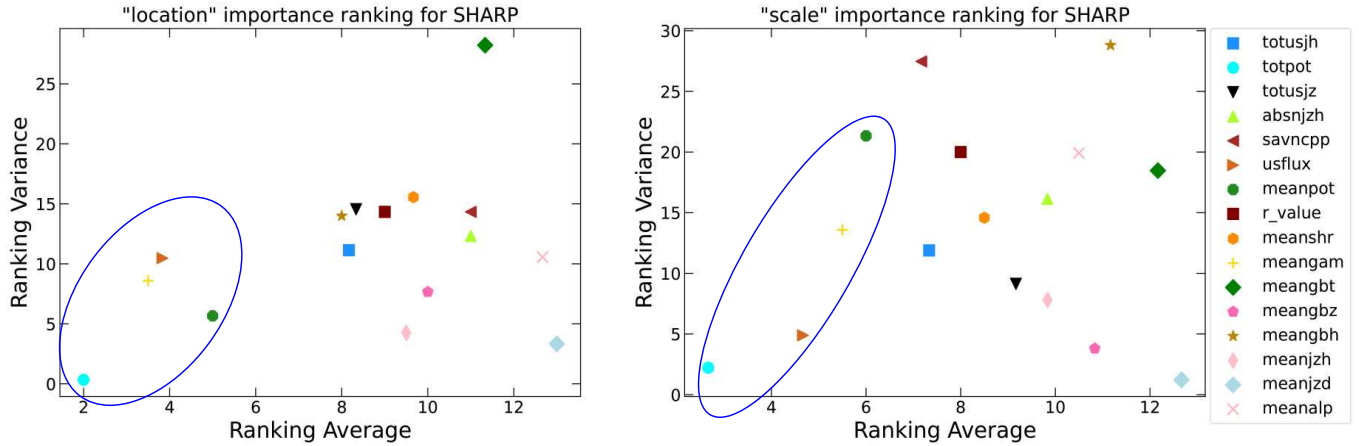 "location" importance ranking for SHARP
Ranking Variance
25
20
15
10
5
0
2 4 6 8 10 12
Ranking Average
"scale" importance ranking for SHARP
Ranking Variance
30
25
20
15
10
5
0
4 6 8 10 12
Ranking Average
totusjh
totpot
totusjz
absnjzh
savncpp
usflux
meanpot
r_value
meanshr
meangam
meangbt
meangbz
meangbh
meanjzh
meanjzd
meanalp